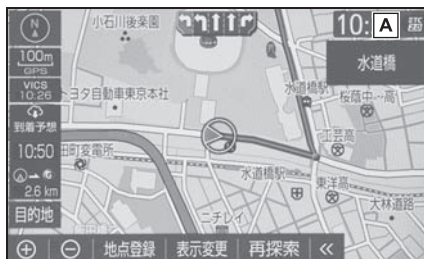 N
小石川後楽園
10:
A
ETC
100m
GPS
水道橋
VICS
10:26
トヨタ自動車東京本社
水道橋
桜蔭中-高
到着予想
工芸高
10:50
田町変電所
水道橋駅
東洋高
2.6 km
大林道路
目的地
ニチレイ
地点登録
表示変更
再探索
«